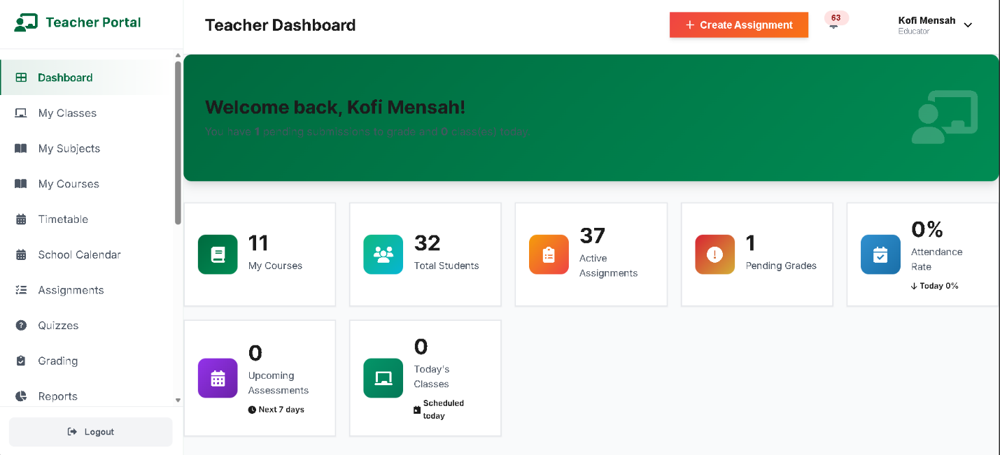 Teacher Portal
Teacher Dashboard
Create Assignment
63
Kofi Mensah
Educator
Dashboard
My Classes
My Subjects
My Courses
Timetable
School Calendar
Assignments
Quizzes
Grading
Reports
Logout
Welcome back, Kofi Mensah!
You have 1 pending submissions to grade and 0 today
11
My Courses
32
Total Students
37
Active
Assignments
1
Pending Grades
0%
Attendance
Rate
Today 0%
0
Upcoming
Assessments
Next 7 days
0
Today's
Classes
Scheduled
today